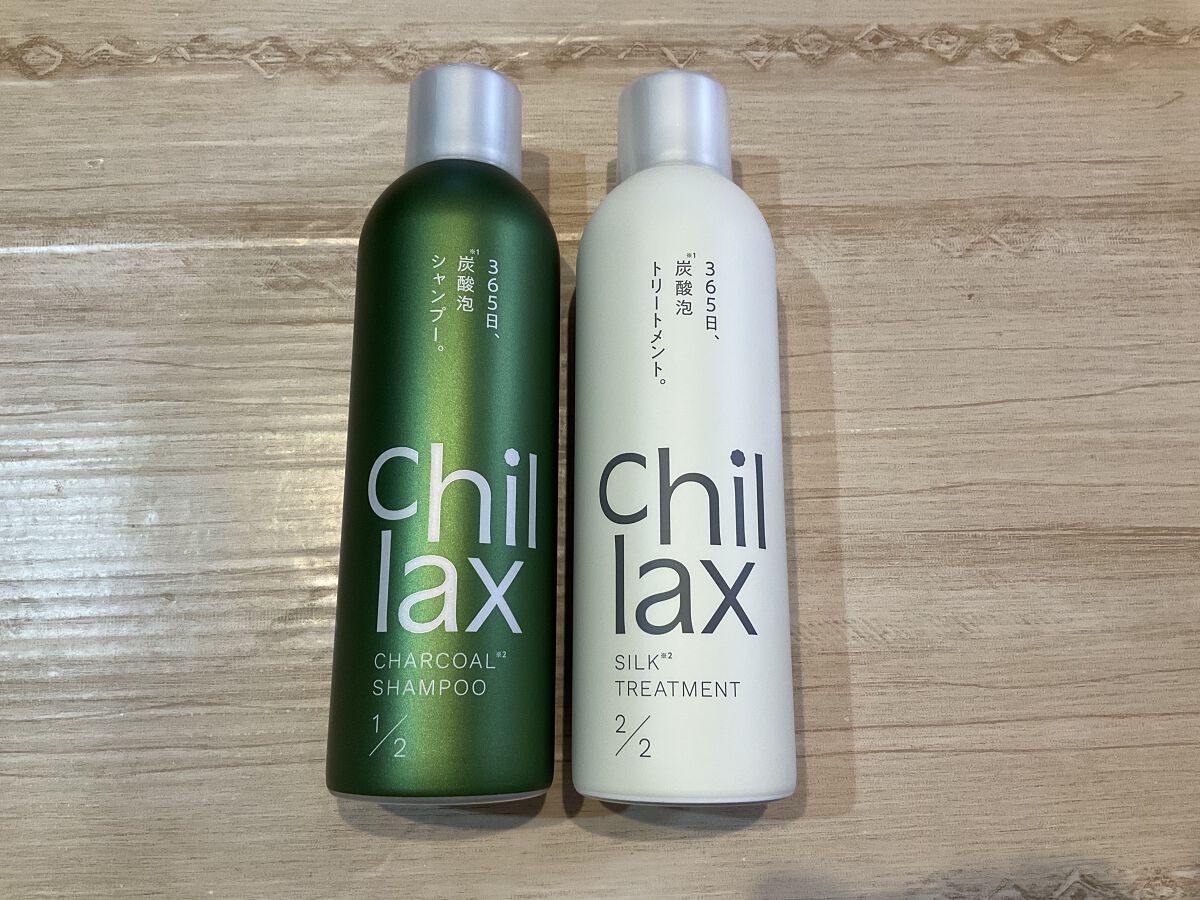 365日、
※1
炭酸泡
シャンプー。
chil
lax
CHARCOAL※2
SHAMPOO
1/2
365日、
※1
炭酸泡
トリートメント。
chil
lax
SILK※2
TREATMENT
2/2